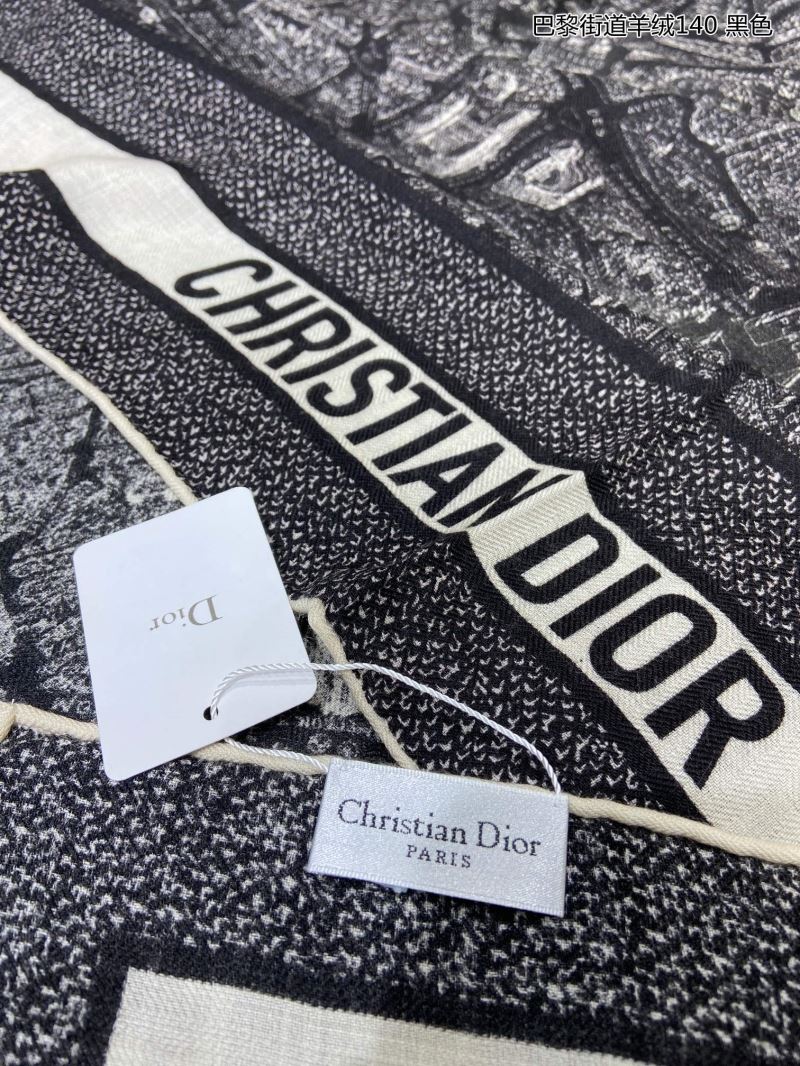 巴黎街道羊绒140 黑色
CHRISTIAN DIOR
Dior
Christian Dior
PARIS